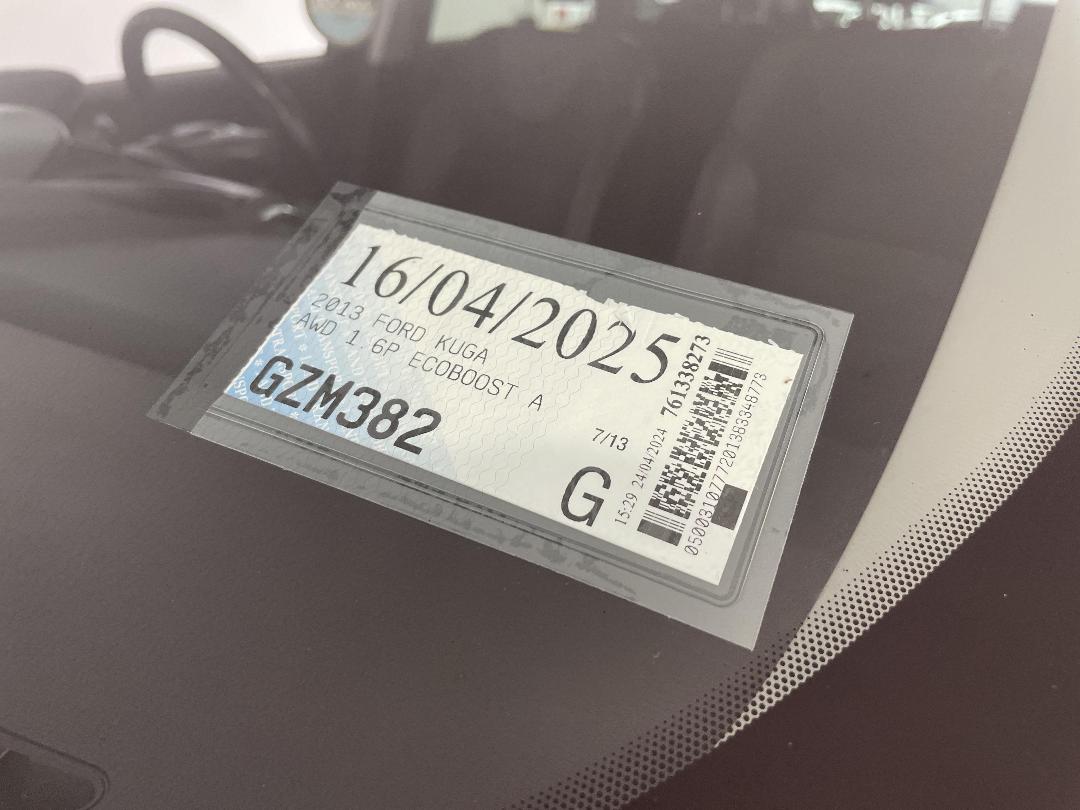 16/04/2025
2013 FORD KUGA
AWD 1.6P ECOBOOST A
GZM382
7/13
G
15:29 24/04/2024 761338273